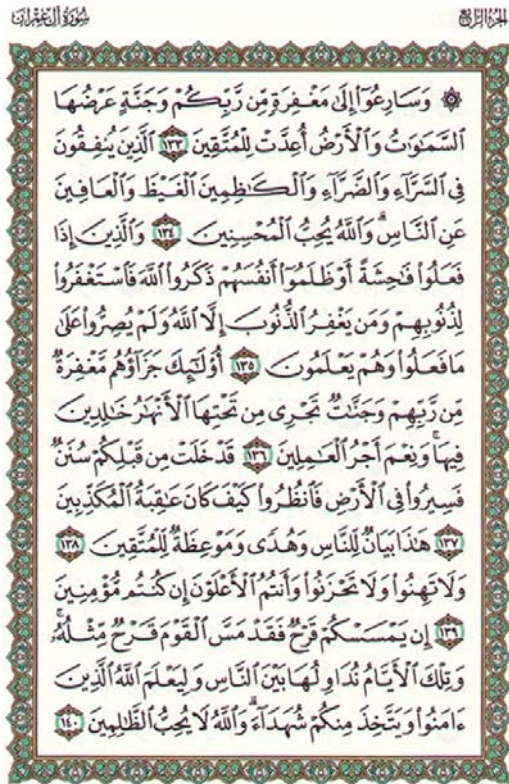 الجزء الرابع
سورة آل عمران
۞ وَسَارِعُوٓا۟ إِلَىٰ مَغْفِرَةٍ مِّن رَّبِّكُمْ وَجَنَّةٍ عَرْضُهَا
ٱلسَّمَٰوَٰتُ وَٱلْأَرْضُ أُعِدَّتْ لِلْمُتَّقِينَ ١٣٣ ٱلَّذِينَ يُنفِقُونَ
فِى ٱلسَّرَّآءِ وَٱلضَّرَّآءِ وَٱلْكَٰظِمِينَ ٱلْغَيْظَ وَٱلْعَافِينَ
عَنِ ٱلنَّاسِ ۗ وَٱللَّهُ يُحِبُّ ٱلْمُحْسِنِينَ ١٣٤ وَٱلَّذِينَ إِذَا
فَعَلُوا۟ فَٰحِشَةً أَوْ ظَلَمُوٓا۟ أَنفُسَهُمْ ذَكَرُوا۟ ٱللَّهَ فَٱسْتَغْفَرُوا۟
لِذُنُوبِهِمْ وَمَن يَغْفِرُ ٱلذُّنُوبَ إِلَّا ٱللَّهُ وَلَمْ يُصِرُّوا۟ عَلَىٰ
مَا فَعَلُوا۟ وَهُمْ يَعْلَمُونَ ١٣٥ أُو۟لَٰٓئِكَ جَزَآؤُهُم مَّغْفِرَةٌ
مِّن رَّبِّهِمْ وَجَنَّٰتٌ تَجْرِى مِن تَحْتِهَا ٱلْأَنْهَٰرُ خَٰلِدِينَ
فِيهَا ۚ وَنِعْمَ أَجْرُ ٱلْعَٰمِلِينَ ١٣٦ قَدْ خَلَتْ مِن قَبْلِكُمْ سُنَنٌ
فَسِيرُوا۟ فِى ٱلْأَرْضِ فَٱنظُرُوا۟ كَيْفَ كَانَ عَٰقِبَةُ ٱلْمُكَذِّبِينَ
١٣٧ هَٰذَا بَيَانٌ لِّلنَّاسِ وَهُدًى وَمَوْعِظَةٌ لِّلْمُتَّقِينَ ١٣٨
وَلَا تَهِنُوا۟ وَلَا تَحْزَنُوا۟ وَأَنتُمُ ٱلْأَعْلَوْنَ إِن كُنتُم مُّؤْمِنِينَ
١٣٩ إِن يَمْسَسْكُمْ قَرْحٌ فَقَدْ مَسَّ ٱلْقَوْمَ قَرْحٌ مِّثْلُهُۥ ۚ
وَتِلْكَ ٱلْأَيَّامُ نُدَاوِلُهَا بَيْنَ ٱلنَّاسِ وَلِيَعْلَمَ ٱللَّهُ ٱلَّذِينَ
ءَامَنُوا۟ وَيَتَّخِذَ مِنكُمْ شُهَدَآءَ ۗ وَٱللَّهُ لَا يُحِبُّ ٱلظَّٰلِمِينَ ١٤٠